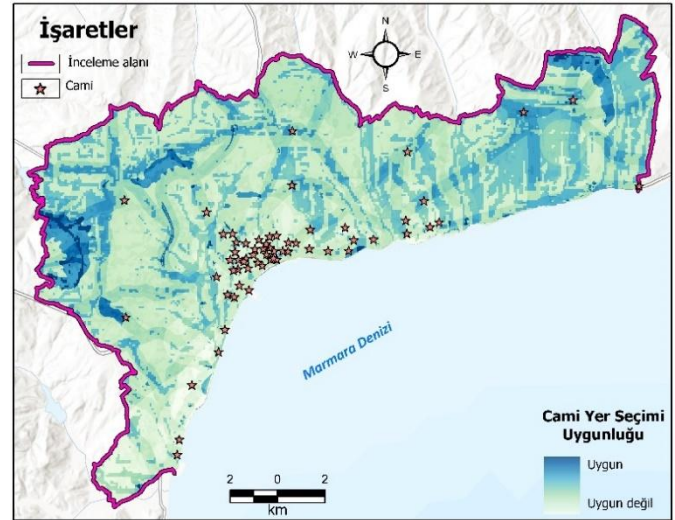 İşaretler
İnceleme alanı
Cami
N
W E
S
Marmara Denizi
Cami Yer Seçimi
Uygunluğu
Uygun
Uygun değil
2 0 2
km